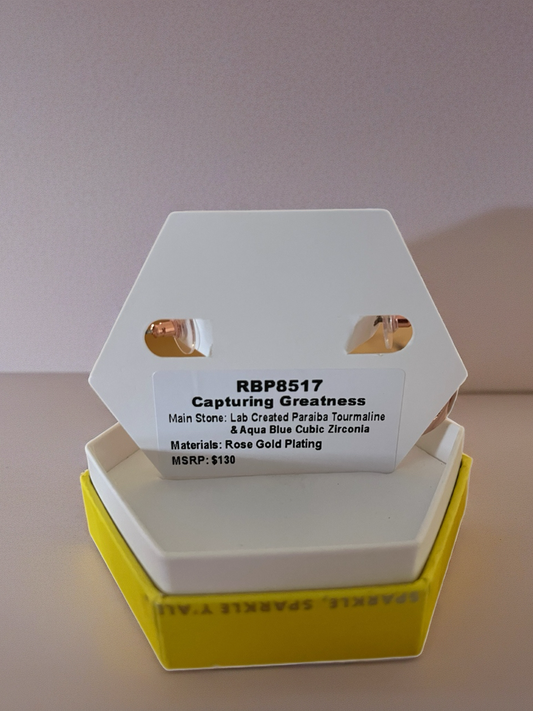 RBP8517
Capturing Greatness
Main Stone: Lab Created Paraiba Tourmaline
& Aqua Blue Cubic Zirconia
Materials: Rose Gold Plating
MSRP: $130
SPARKLE, SPARKLE Y'ALL